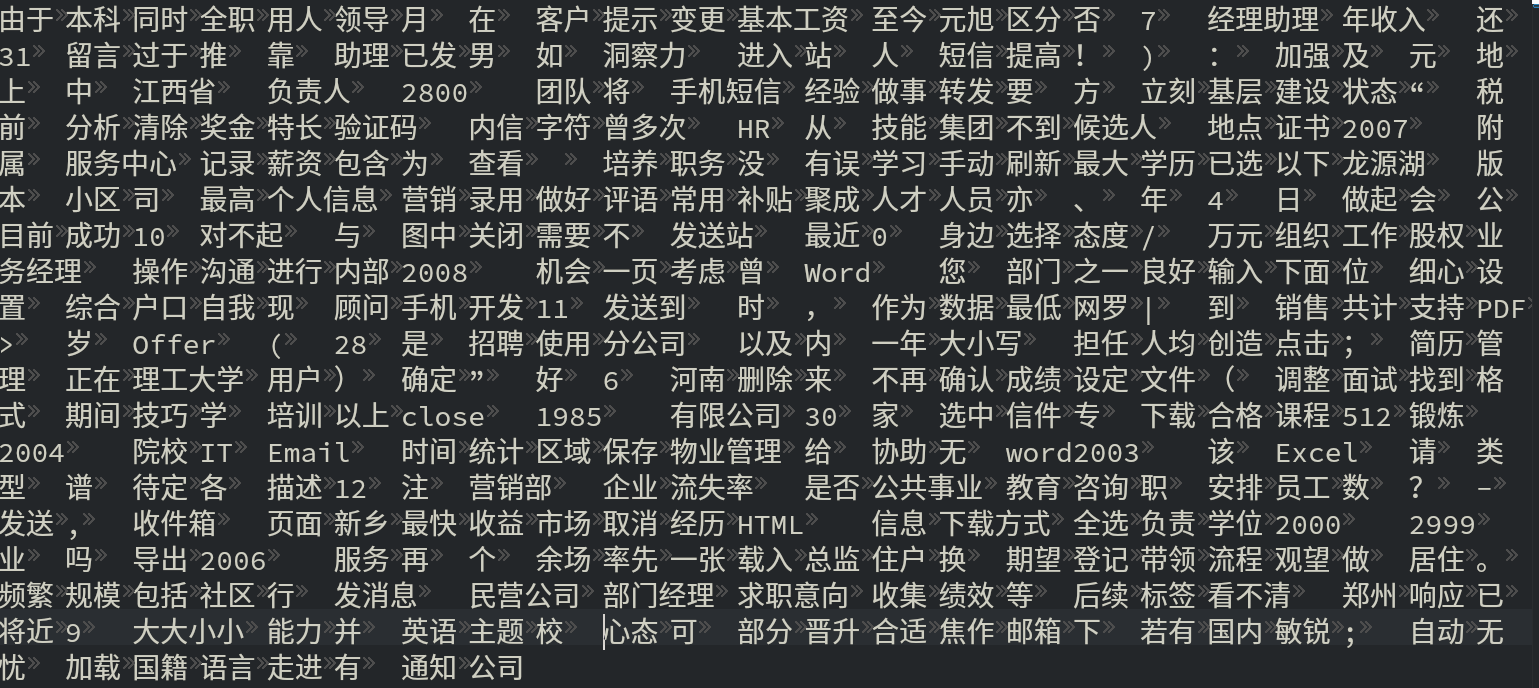 由于 本科 同时 全职 用人 领导 月 在 客户 提示 变更 基本工资 至今 元旭 区分 否 7 经理助理 年收入 还
31 留言 过于 推 靠 助理 已发 男 如 洞察力 进入 站 人 短信 提高 ！ ) ： 加强 及 元 地
上 中 江西省 负责人 2800 团队 将 手机短信 经验 做事 转发 要 方 立刻 基层 建设 状态 “ 税
前 分析 清除 奖金 特长 验证码 内信 字符 曾多次 HR 从 技能 集团 不到 候选人 地点 证书 2007 附
属 服务中心 记录 薪资 包含 为 查看 培养 职务 没 有误 学习 手动 刷新 最大 学历 已选 以下 龙源湖 版
本 小区 司 最高 个人信息 营销 录用 做好 评语 常用 补贴 聚成 人才 人员 亦 、 年 4 日 做起 会 公
目前 成功 10 对不起 与 图中 关闭 需要 不 发送站 最近 0 身边 选择 态度 / 万元 组织 工作 股权 业
务经理 操作 沟通 进行 内部 2008 机会 一页 考虑 曾 Word 您 部门 之一 良好 输入 下面 位 细心 设
置 综合 户口 自我 现 顾问 手机 开发 11 发送到 时 ， 作为 数据 最低 网罗 | 到 销售 共计 支持 PDF
> 岁 Offer ( 28 是 招聘 使用 分公司 以及 内 一年 大小写 担任 人均 创造 点击 ； 简历 管
理 正在 理工大学 用户 ） 确定 ” 好 6 河南 删除 来 不再 确认 成绩 设定 文件 （ 调整 面试 找到 格
式 期间 技巧 学 培训 以上 close 1985 有限公司 30 家 选中 信件 专 下载 合格 课程 512 锻炼
2004 院校 IT Email 时间 统计 区域 保存 物业管理 给 协助 无 word2003 该 Excel 请 类
型 谱 待定 各 描述 12 注 营销部 企业 流失率 是否 公共事业 教育 咨询 职 安排 员工 数 ？ -
发送 , 收件箱 页面 新乡 最快 收益 市场 取消 经历 HTML 信息 下载方式 全选 负责 学位 2000 2999
业 吗 导出 2006 服务 再 个 余场 率先 一张 载入 总监 住户 换 期望 登记 带领 流程 观望 做 居住 。
频繁 规模 包括 社区 行 发消息 民营公司 部门经理 求职意向 收集 绩效 等 后续 标签 看不清 郑州 响应 已
将近 9 大大小小 能力 并 英语 主题 校 心态 可 部分 晋升 合适 焦作 邮箱 下 若有 国内 敏锐 ; 自动 无
忧 加载 国籍 语言 走进 有 通知 公司